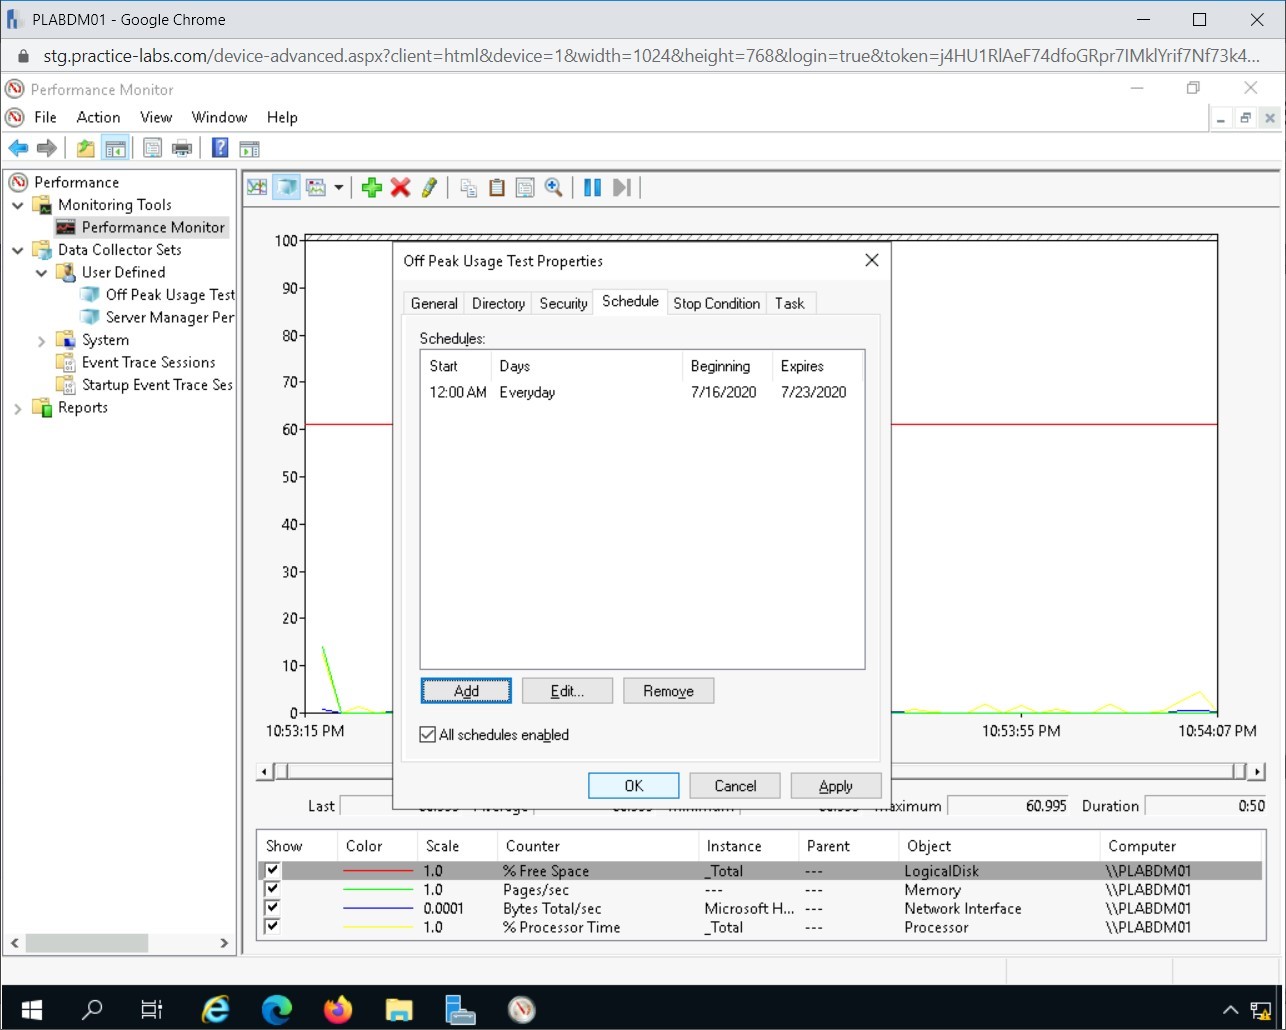 PLABDM01 - Google Chrome
stg.practice-labs.com/device-advanced.aspx?client=html&device=1&width=1024&height=768&login=true&token=j4HU1RlAeF74dfoGRpr7IMklYrif7Nf73k4...
Performance Monitor
File Action View Window Help
Performance
Monitoring Tools
Performance Monitor
Data Collector Sets
User Defined
Off Peak Usage Test
Server Manager Per
System
Event Trace Sessions
Startup Event Trace Ses
Reports
100
90
80
70
60
50
40
30
20
10
0
10:53:15 PM 10:53:55 PM 10:54:07 PM
Off Peak Usage Test Properties
General Directory Security Schedule Stop Condition Task
Schedules:
Start Days Beginning Expires
12:00 AM Everyday 7/16/2020 7/23/2020
Add Edit... Remove
All schedules enabled
OK Cancel Apply
Last Average Minimum Maximum 60.995 Duration 0:50
Show Color Scale Counter Instance Parent Object Computer
1.0 % Free Space _Total --- LogicalDisk \\PLABDM01
1.0 Pages/sec --- --- Memory \\PLABDM01
0.0001 Bytes Total/sec Microsoft H... --- Network Interface \\PLABDM01
1.0 % Processor Time _Total --- Processor \\PLABDM01